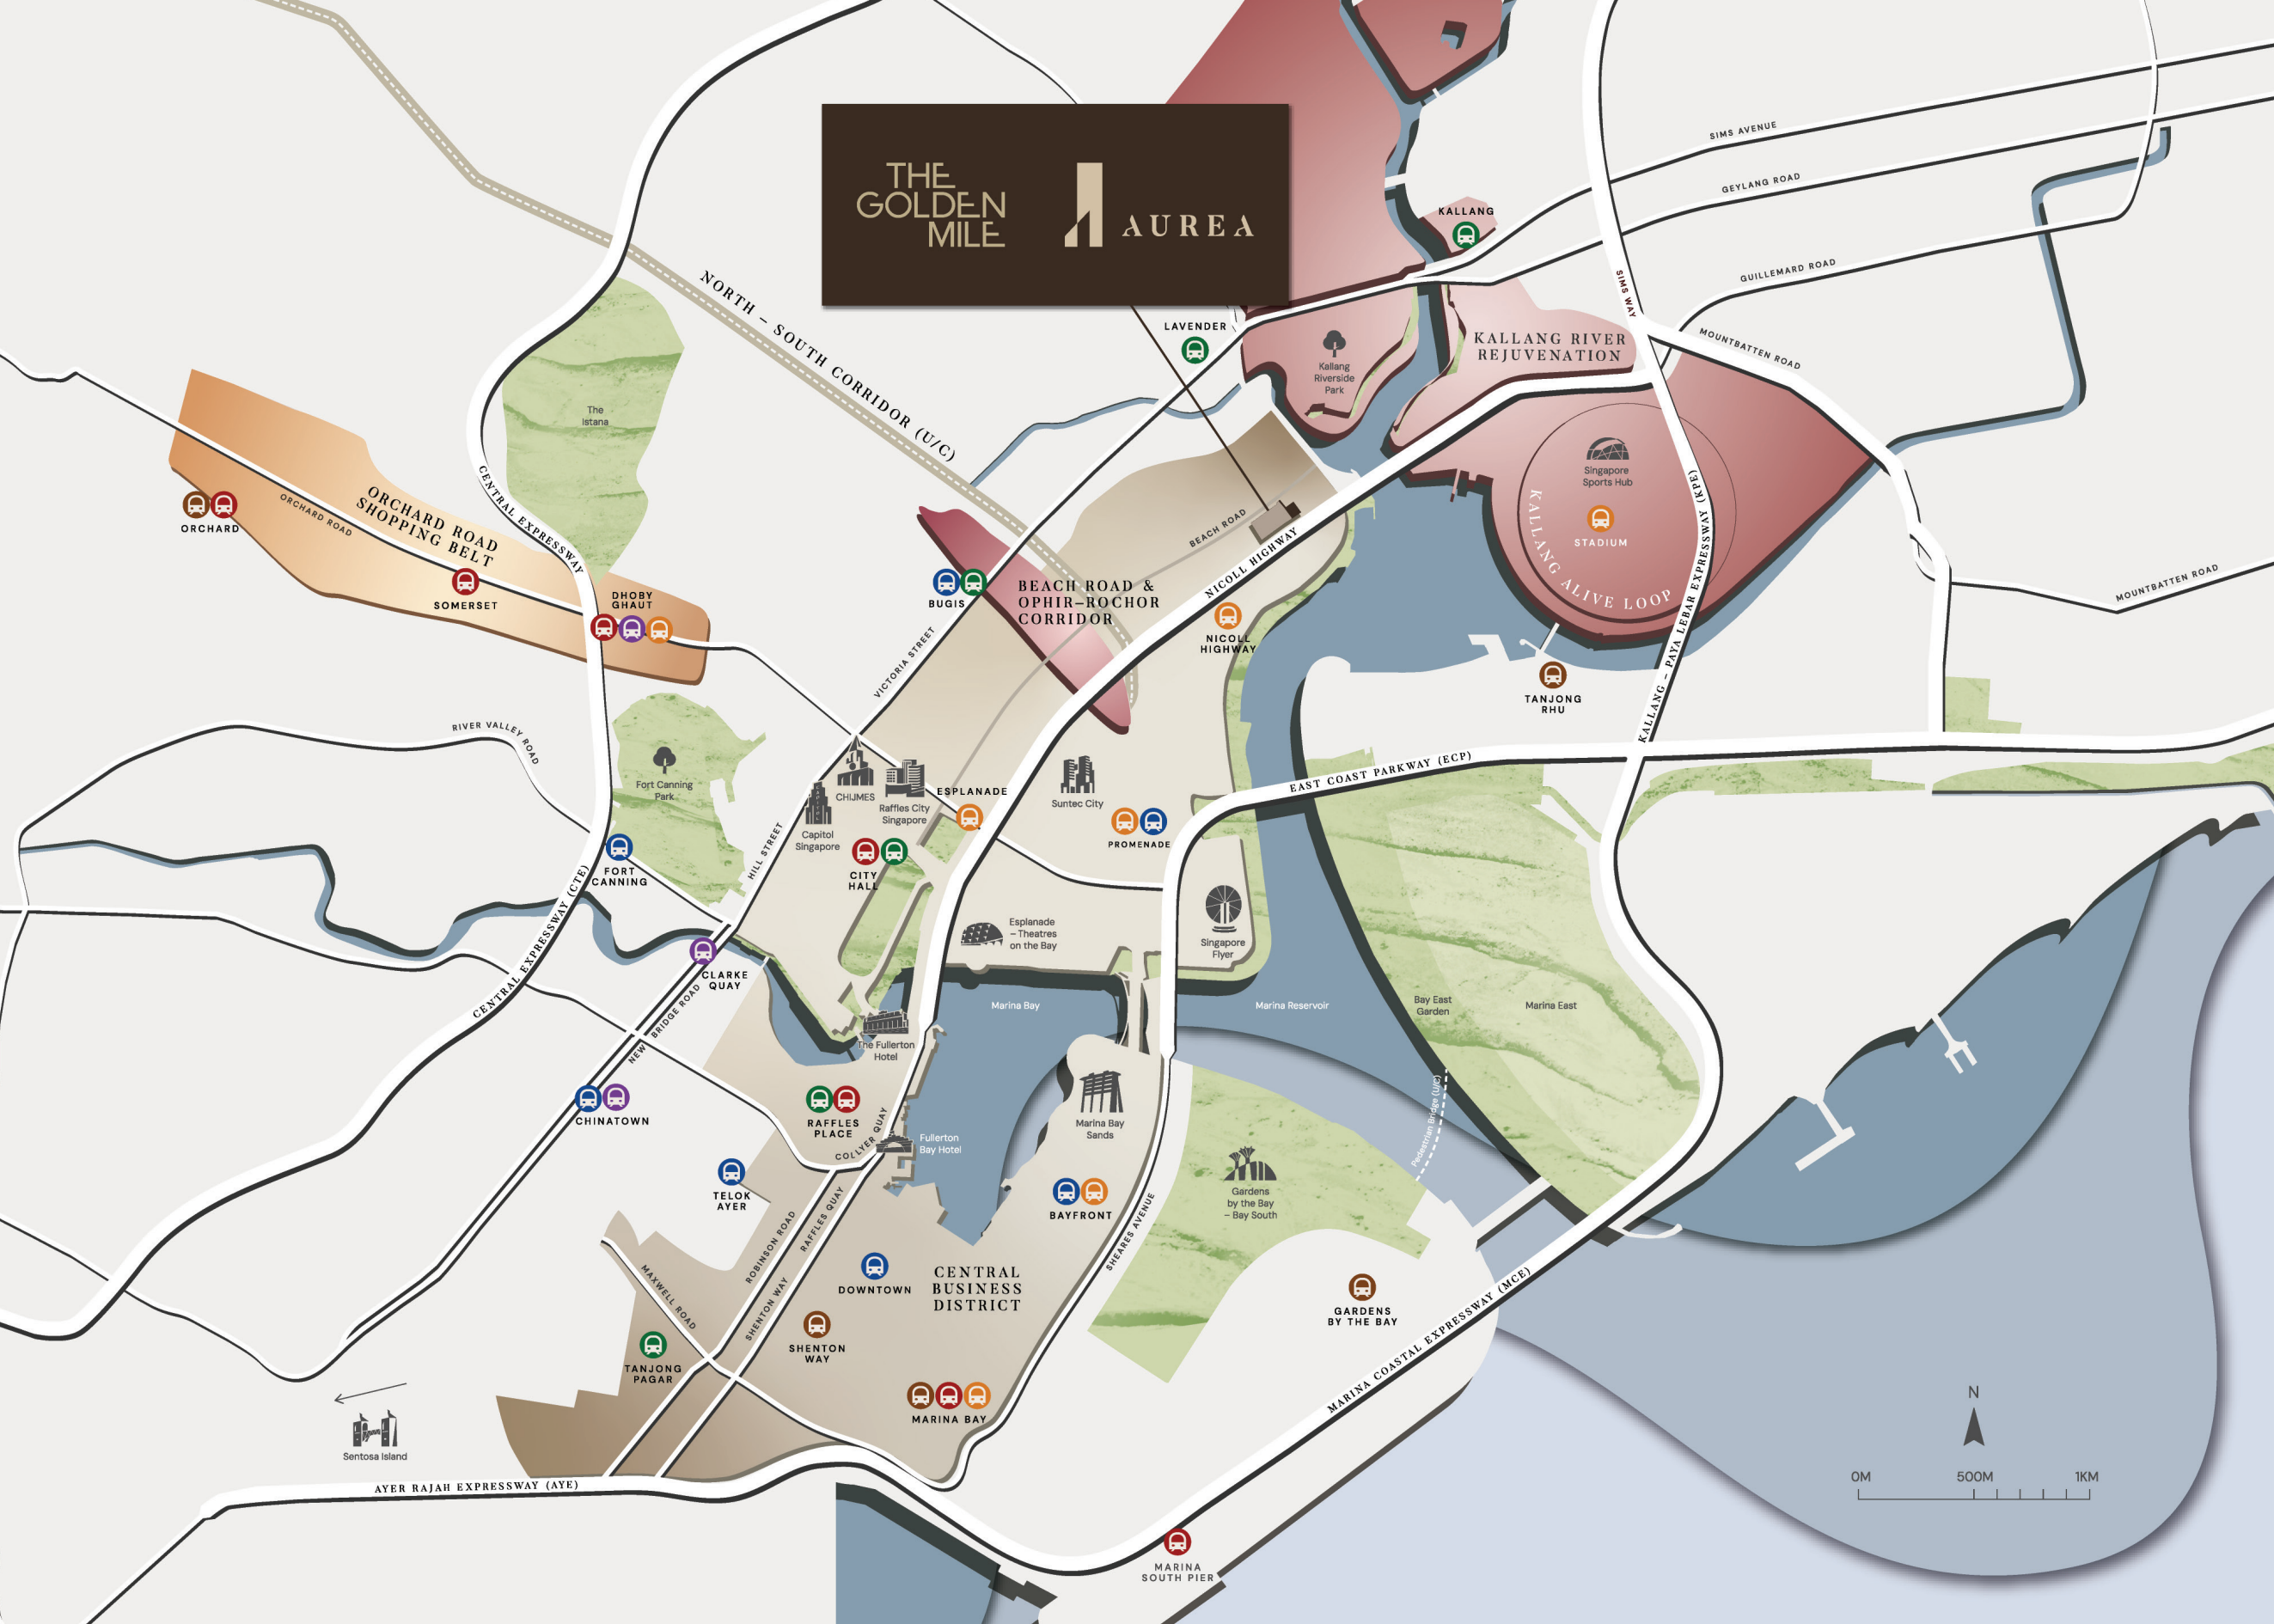 THE
GOLDEN
MILE
AUREA
SIMS AVENUE
GEYLANG ROAD
KALLANG
GUILLEMARD ROAD
SIMS WAY
NORTH – SOUTH CORRIDOR (U/C)
LAVENDER
Kallang
Riverside
Park
KALLANG RIVER
REJUVENATION
MOUNTBATTEN ROAD
The
Istana
CENTRAL EXPRESSWAY
ORCHARD
ORCHARD ROAD
ORCHARD ROAD
SHOPPING BELT
SOMERSET
DHOBY
GHAUT
Singapore
Sports Hub
STADIUM
KALLANG ALIVE LOOP
KALLANG – PAYA LEBAR EXPRESSWAY (KPE)
BEACH ROAD
NICOLL HIGHWAY
BUGIS
BEACH ROAD &
OPHIR–ROCHOR
CORRIDOR
NICOLL
HIGHWAY
MOUNTBATTEN ROAD
VICTORIA STREET
TANJONG
RHU
RIVER VALLEY ROAD
Fort Canning
Park
CHIJMES
Raffles City
Singapore
Capitol
Singapore
ESPLANADE
Suntec City
PROMENADE
EAST COAST PARKWAY (ECP)
HILL STREET
CITY
HALL
FORT
CANNING
CENTRAL EXPRESSWAY (CTE)
Esplanade
– Theatres
on the Bay
Singapore
Flyer
CLARKE
QUAY
NEW BRIDGE ROAD
Marina Bay
Marina Reservoir
Bay East
Garden
Marina East
The Fullerton
Hotel
CHINATOWN
RAFFLES
PLACE
COLLYER QUAY
Fullerton
Bay Hotel
Marina Bay
Sands
Pedestrian Bridge (U/C)
TELOK
AYER
BAYFRONT
Gardens
by the Bay
– Bay South
ROBINSON ROAD
RAFFLES QUAY
SHEARES AVENUE
MAXWELL ROAD
SHENTON WAY
DOWNTOWN
CENTRAL
BUSINESS
DISTRICT
GARDENS
BY THE BAY
MARINA COASTAL EXPRESSWAY (MCE)
SHENTON
WAY
TANJONG
PAGAR
MARINA BAY
Sentosa Island
AYER RAJAH EXPRESSWAY (AYE)
N
0M 500M 1KM
MARINA
SOUTH PIER